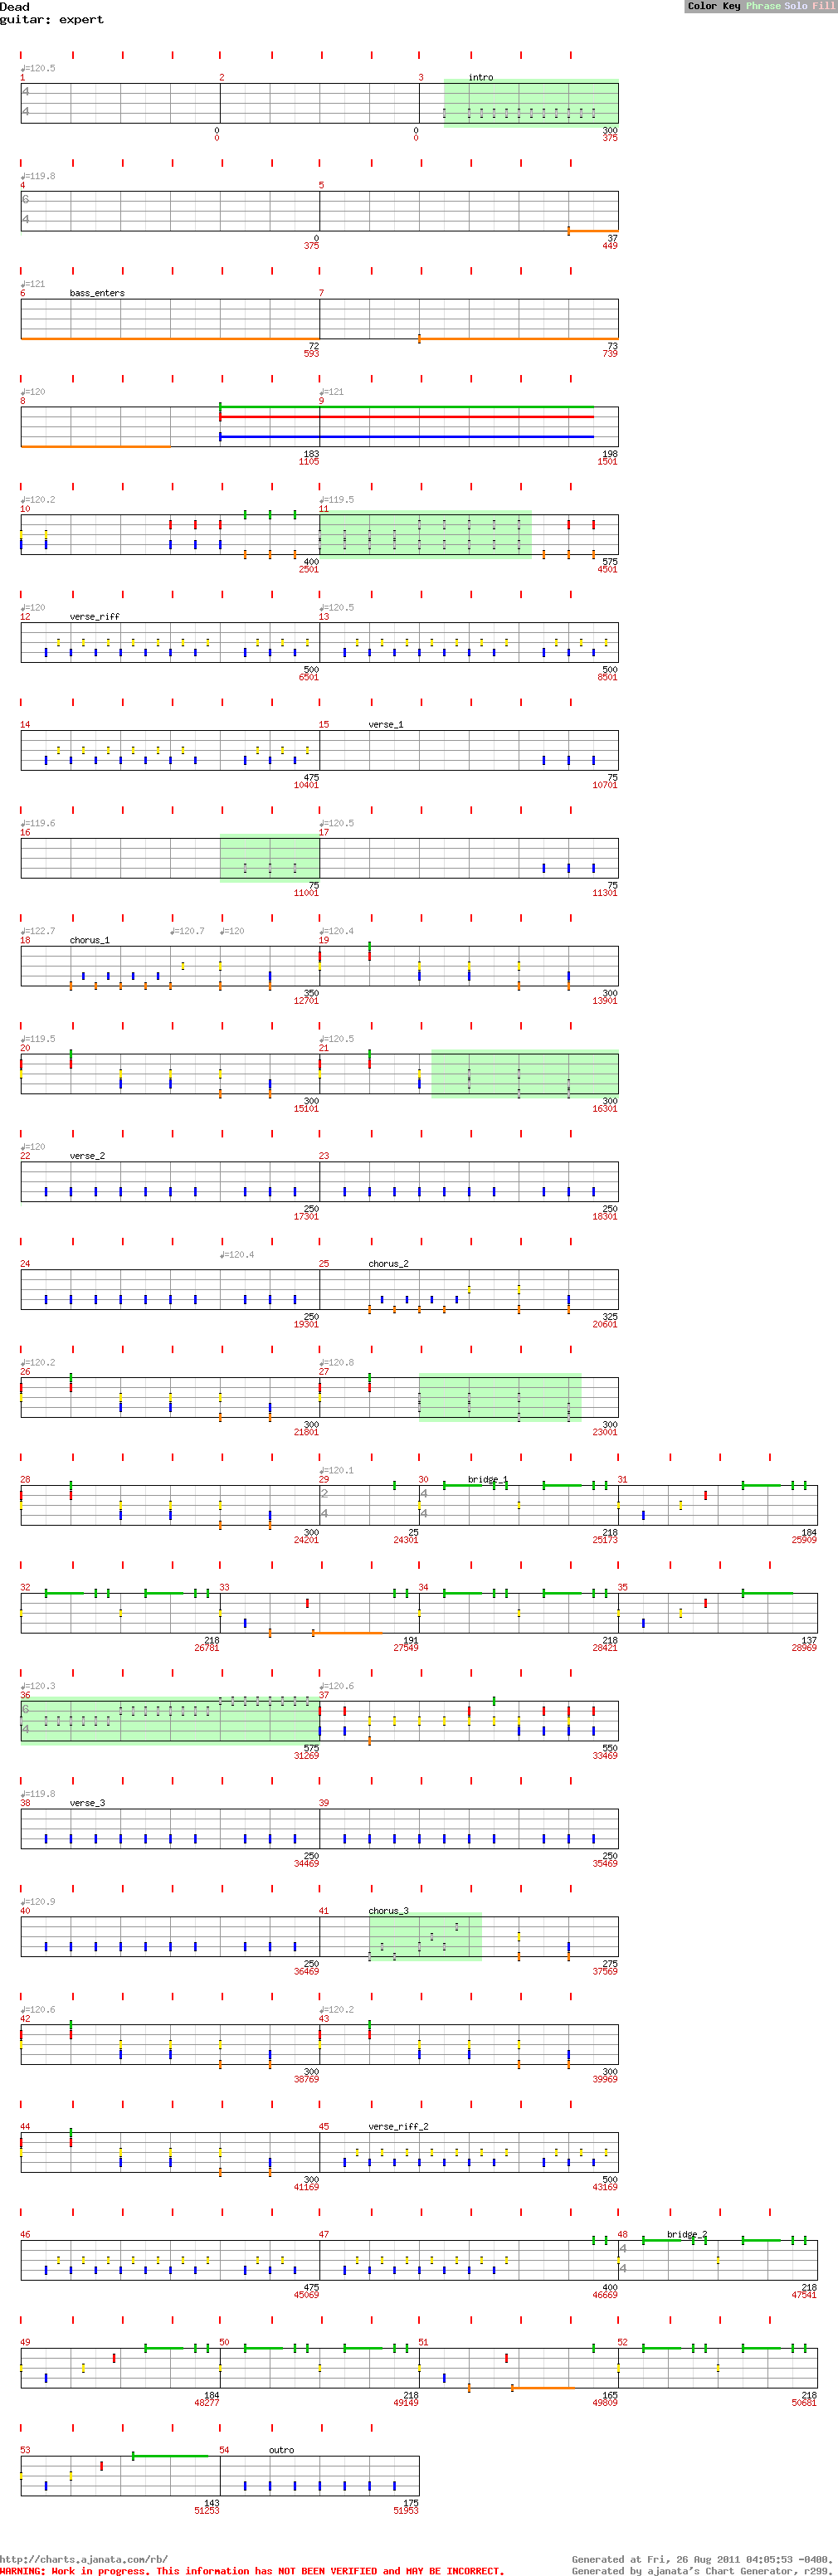 Dead
guitar: expert
Color Key Phrase Solo Fill
♩=120.5
1 2 3 intro
4
4
0 0 300
0 0 375
♩=119.8
4 5
6
4
0 37
375 449
♩=121
6 bass_enters 7
72 73
593 739
♩=120 ♩=121
8 9
183 198
1105 1501
♩=120.2 ♩=119.5
10 11
400 575
2501 4501
♩=120 ♩=120.5
12 verse_riff 13
500 500
6501 8501
14 15 verse_1
475 75
10401 10701
♩=119.6 ♩=120.5
16 17
75 75
11001 11301
♩=122.7 ♩=120.7 ♩=120 ♩=120.4
18 chorus_1 19
350 300
12701 13901
♩=119.5 ♩=120.5
20 21
300 300
15101 16301
♩=120
22 verse_2 23
250 250
17301 18301
♩=120.4
24 25 chorus_2
250 325
19301 20601
♩=120.2 ♩=120.8
26 27
300 300
21801 23001
♩=120.1
28 29 30 bridge_1 31
2 4
4 4
300 25 218 184
24201 24301 25173 25909
32 33 34 35
218 191 218 137
26781 27549 28421 28969
♩=120.3 ♩=120.6
36 37
6
4
575 550
31269 33469
♩=119.8
38 verse_3 39
250 250
34469 35469
♩=120.9
40 41 chorus_3
250 275
36469 37569
♩=120.6 ♩=120.2
42 43
300 300
38769 39969
44 45 verse_riff_2
300 500
41169 43169
46 47 48 bridge_2
4
4
475 400 218
45069 46669 47541
49 50 51 52
184 218 165 218
48277 49149 49809 50681
53 54 outro
143 175
51253 51953
http://charts.ajanata.com/rb/ Generated at Fri, 26 Aug 2011 04:05:53 -0400.
WARNING: Work in progress. This information has NOT BEEN VERIFIED and MAY BE INCORRECT. Generated by ajanata's Chart Generator, r299.